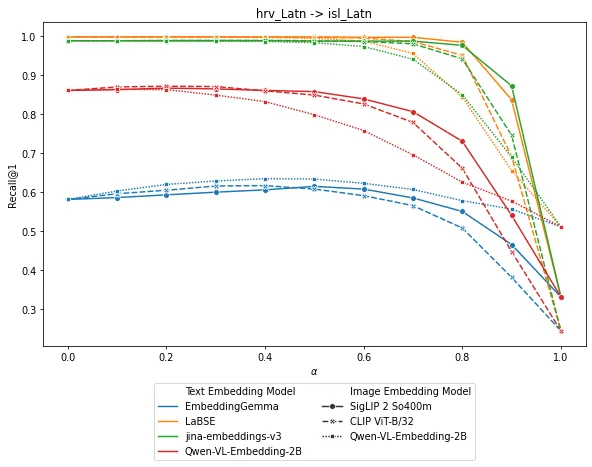 hrv_Latn -> isl_Latn
Recall@1
1.0
0.9
0.8
0.7
0.6
0.5
0.4
0.3
0.0 0.2 0.4 0.6 0.8 1.0
α
Text Embedding Model Image Embedding Model
EmbeddingGemma SigLIP 2 So400m
LaBSE CLIP ViT-B/32
jina-embeddings-v3 Qwen-VL-Embedding-2B
Qwen-VL-Embedding-2B